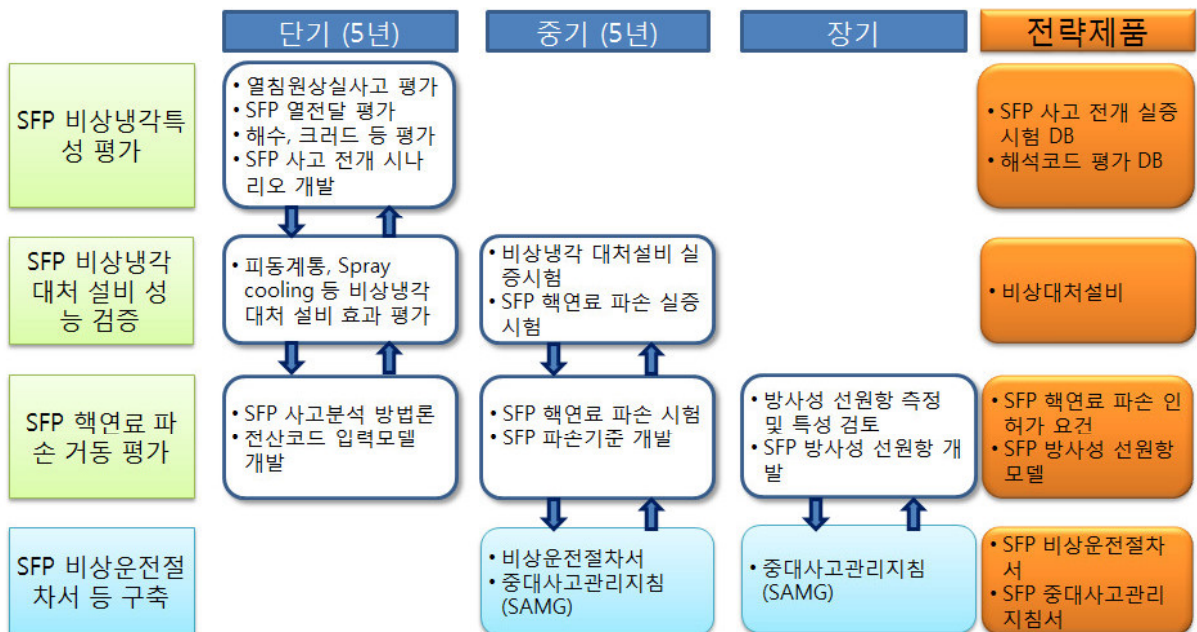 단기 (5년)
중기 (5년)
장기
전략제품
SFP 비상냉각특
성 평가
• 열침원상실사고 평가
• SFP 열전달 평가
• 해수, 크러드 등 평가
• SFP 사고 전개 시나
리오 개발
• SFP 사고 전개 실증
시험 DB
• 해석코드 평가 DB
SFP 비상냉각
대처 설비 성
능 검증
• 피동계통, Spray
cooling 등 비상냉각
대처 설비 효과 평가
• 비상냉각 대처설비 실
증시험
• SFP 핵연료 파손 실증
시험
• 비상대처설비
SFP 핵연료 파
손 거동 평가
• SFP 사고분석 방법론
• 전산코드 입력모델
개발
• SFP 핵연료 파손 시험
• SFP 파손기준 개발
• 방사성 선원항 측정
및 특성 검토
• SFP 방사성 선원항 개
발
• SFP 핵연료 파손 인
허가 요건
• SFP 방사성 선원항
모델
SFP 비상운전절
차서 등 구축
• 비상운전절차서
• 중대사고관리지침
(SAMG)
• 중대사고관리지침
(SAMG)
• SFP 비상운전절차
서
• SFP 중대사고관리
지침서